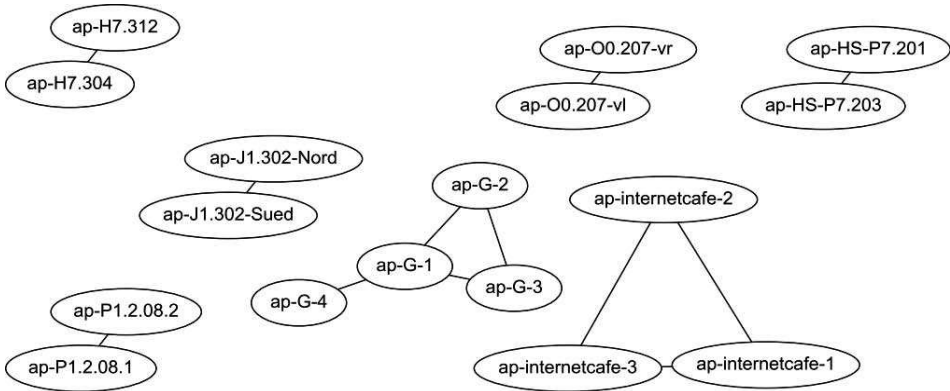 ap-H7.312
ap-H7.304
ap-O0.207-vr
ap-O0.207-vl
ap-HS-P7.201
ap-HS-P7.203
ap-J1.302-Nord
ap-J1.302-Sued
ap-G-2
ap-internetcafe-2
ap-G-1
ap-G-3
ap-G-4
ap-P1.2.08.2
ap-P1.2.08.1
ap-internetcafe-3
ap-internetcafe-1